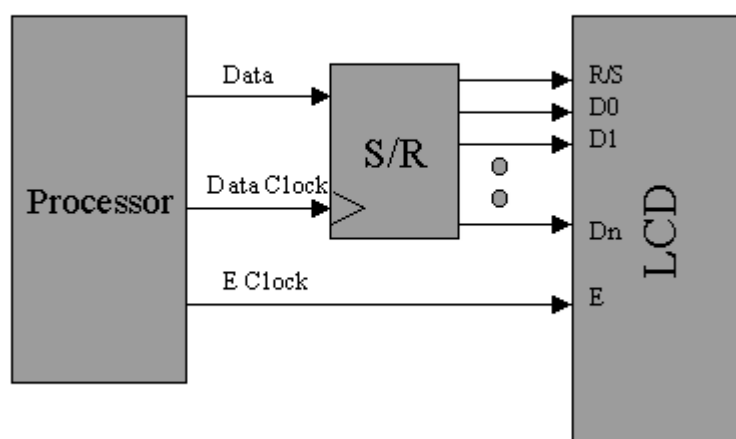 Processor
Data
Data Clock
E Clock
S/R
R/S
D0
D1
Dn
E
LCD